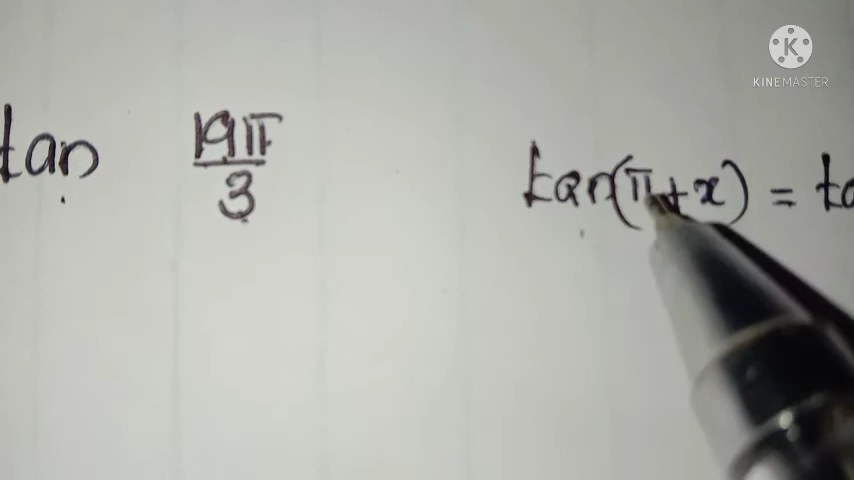 tan 19π/3
tan(π+x) = ta
KINEMASTER